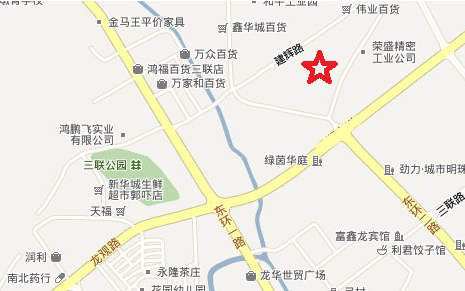 金马王平价家具
鑫华城百货
伟业百货
建辉路
荣盛精密
工业公司
万众百货
鸿福百货三联店
万家和百货
鸿鹏飞实业
有限公司
三联公园
绿茵华庭
劲力·城市明珠
新华城生鲜
超市郭吓店
天福
东环一路
东环一路
三联路
龙观路
富鑫龙宾馆
利君饺子馆
润利
南北药行
永隆茶庄
龙华世贸广场
花园幼儿园